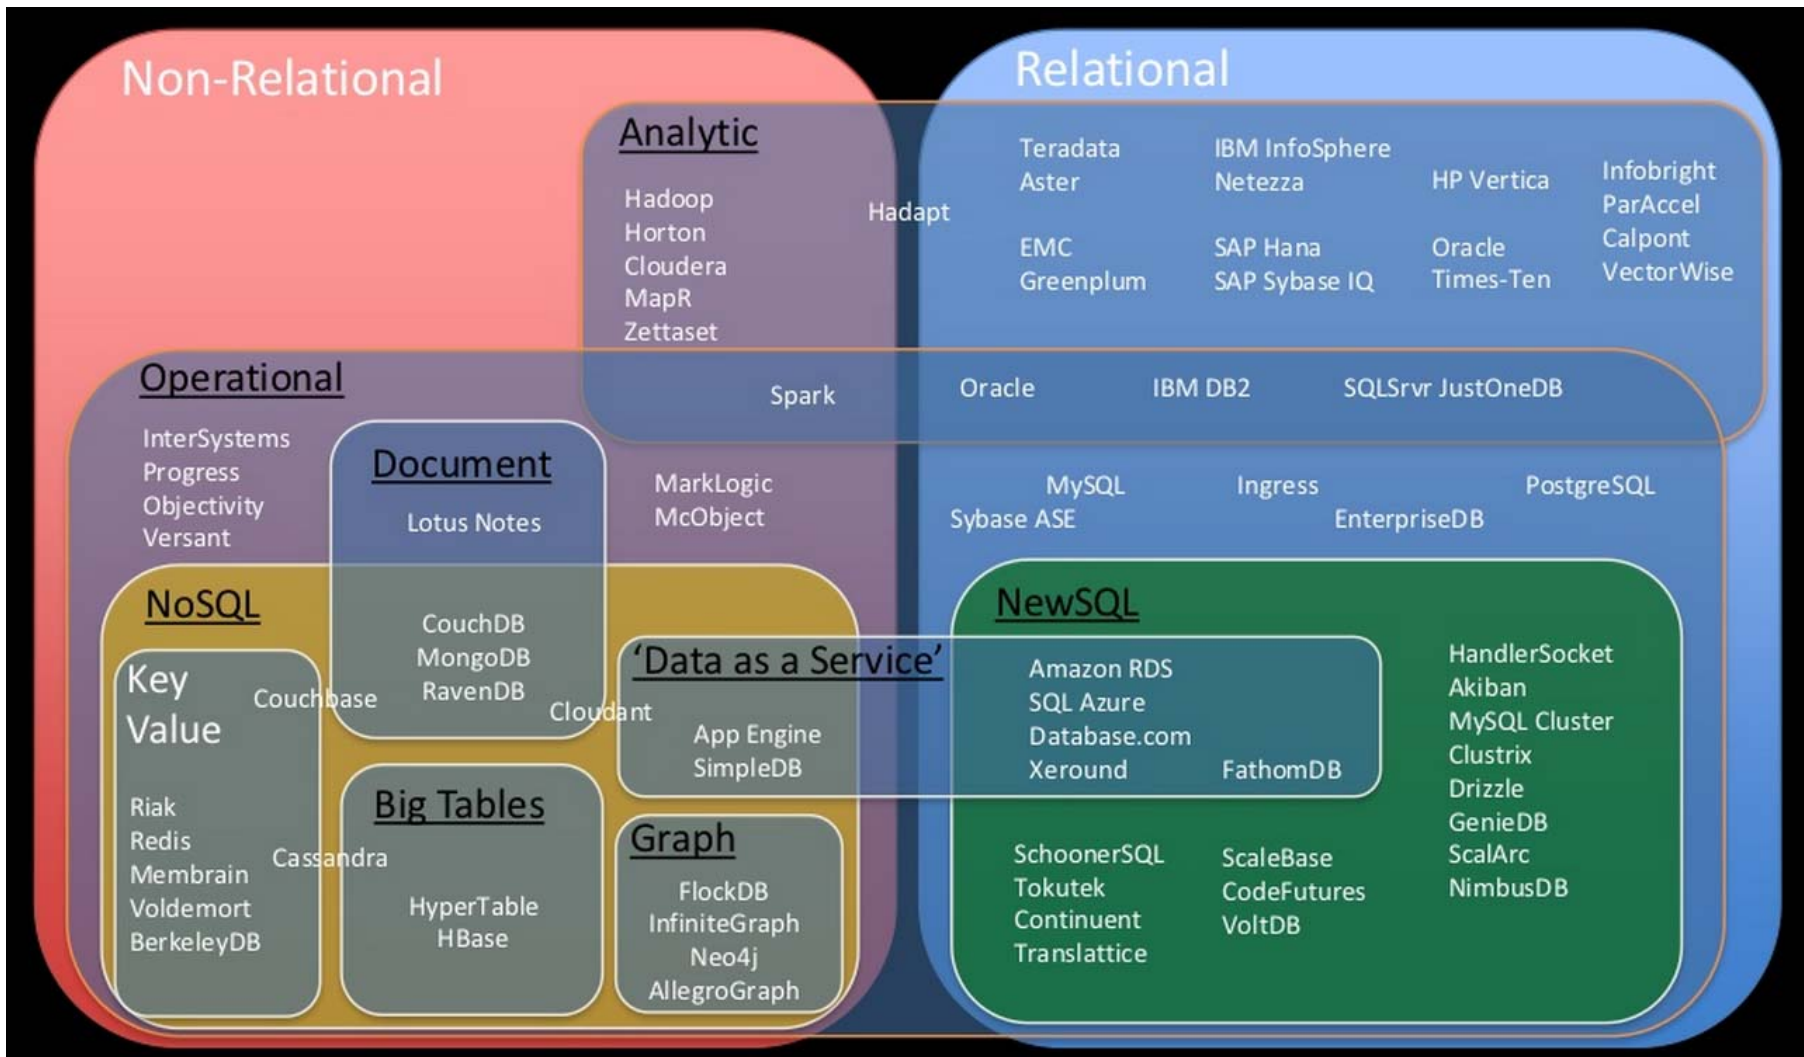 Non-Relational
Relational
Analytic
Hadoop
Horton
Cloudera
MapR
Zettaset
Hadapt
Teradata
Aster
EMC
Greenplum
IBM InfoSphere
Netezza
SAP Hana
SAP Sybase IQ
HP Vertica
Oracle
Times-Ten
Infobright
ParAccel
Calpont
VectorWise
Operational
Spark
Oracle
IBM DB2
SQLSrvr JustOneDB
InterSystems
Progress
Objectivity
Versant
Document
Lotus Notes
MarkLogic
McObject
MySQL
Ingress
PostgreSQL
Sybase ASE
EnterpriseDB
NoSQL
CouchDB
MongoDB
RavenDB
Key
Value
Couchbase
Cloudant
Riak
Redis
Membrain
Voldemort
BerkeleyDB
Cassandra
Big Tables
HyperTable
HBase
‘Data as a Service’
App Engine
SimpleDB
Graph
FlockDB
InfiniteGraph
Neo4j
AllegroGraph
NewSQL
Amazon RDS
SQL Azure
Database.com
Xeround
FathomDB
HandlerSocket
Akiban
MySQL Cluster
Clustrix
Drizzle
GenieDB
ScalArc
NimbusDB
SchoonerSQL
Tokutek
Continuent
Translattice
ScaleBase
CodeFutures
VoltDB